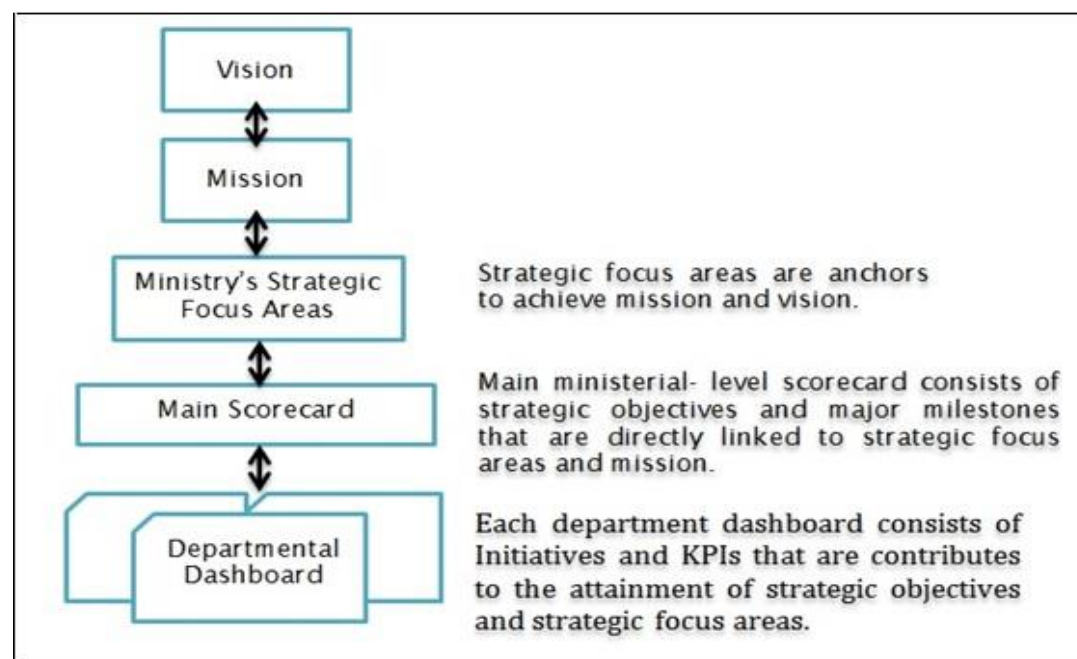 Vision
Mission
Ministry's Strategic
Focus Areas
Strategic focus areas are anchors
to achieve mission and vision.
Main Scorecard
Main ministerial- level scorecard consists of
strategic objectives and major milestones
that are directly linked to strategic focus
areas and mission.
Departmental
Dashboard
Each department dashboard consists of
Initiatives and KPIs that are contributes
to the attainment of strategic objectives
and strategic focus areas.